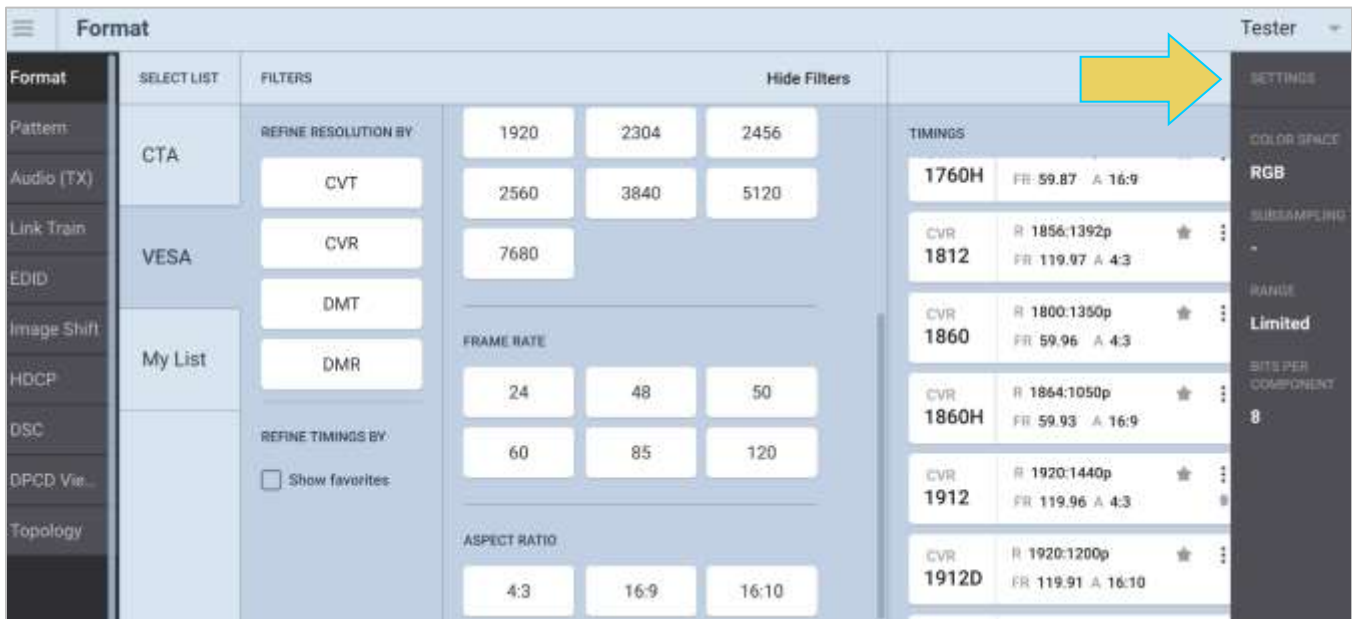 Format
Tester
Format
Pattern
Audio (TX)
Link Train
EDID
Image Shift
HDCP
DSC
DPCD Vie...
Topology
SELECT LIST
CTA
VESA
My List
FILTERS
Hide Filters
REFINE RESOLUTION BY
CVT
CVR
DMT
DMR
REFINE TIMINGS BY
Show favorites
1920 2304 2456
2560 3840 5120
7680
FRAME RATE
24 48 50
60 85 120
ASPECT RATIO
4:3 16:9 16:10
TIMINGS
1760H FR 59.87 A 16:9
CVR R 1856:1392p
1812 FR 119.97 A 4:3
CVR R 1800:1350p
1860 FR 59.96 A 4:3
CVR R 1864:1050p
1860H FR 59.93 A 16:9
CVR R 1920:1440p
1912 FR 119.96 A 4:3
CVR R 1920:1200p
1912D FR 119.91 A 16:10
SETTINGS
COLOR SPACE
RGB
SUBSAMPLING
-
RANGE
Limited
BITS PER
COMPONENT
8